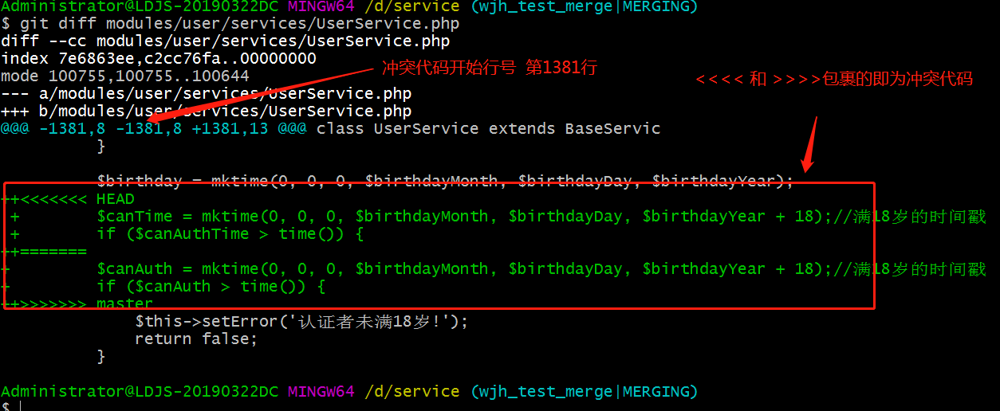 Administrator@LDJS-20190322DC MINGW64 /d/service (wjh_test_merge|MERGING)
$ git diff modules/user/services/UserService.php
diff --cc modules/user/services/UserService.php
index 7e6863ee,c2cc76fa..00000000
冲突代码开始行号 第1381行
<<<< 和 >>>>包裹的即为冲突代码
mode 100755,100755..100644
--- a/modules/user/services/UserService.php
+++ b/modules/user/services/UserService.php
@@@ -1381,8 -1381,8 +1381,13 @@@ class UserService extends BaseServic
}
$birthday = mktime(0, 0, 0, $birthdayMonth, $birthdayDay, $birthdayYear);
++<<<<<<< HEAD
+ $canTime = mktime(0, 0, 0, $birthdayMonth, $birthdayDay, $birthdayYear + 18);//满18岁的时间戳
+ if ($canAuthTime > time()) {
++=======
+ $canAuth = mktime(0, 0, 0, $birthdayMonth, $birthdayDay, $birthdayYear + 18);//满18岁的时间戳
+ if ($canAuth > time()) {
++>>>>>>> master
$this->setError('认证者未满18岁!');
return false;
}
Administrator@LDJS-20190322DC MINGW64 /d/service (wjh_test_merge|MERGING)
$